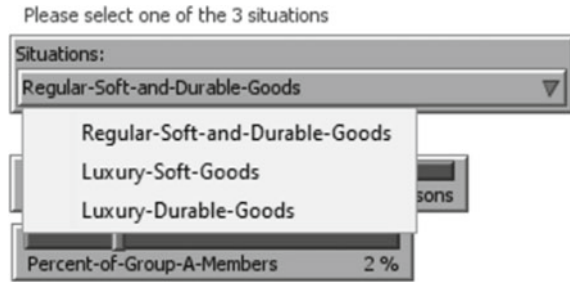 Please select one of the 3 situations
Situations:
Regular-Soft-and-Durable-Goods
Regular-Soft-and-Durable-Goods
Luxury-Soft-Goods
Luxury-Durable-Goods
sons
Percent-of-Group-A-Members 2 %